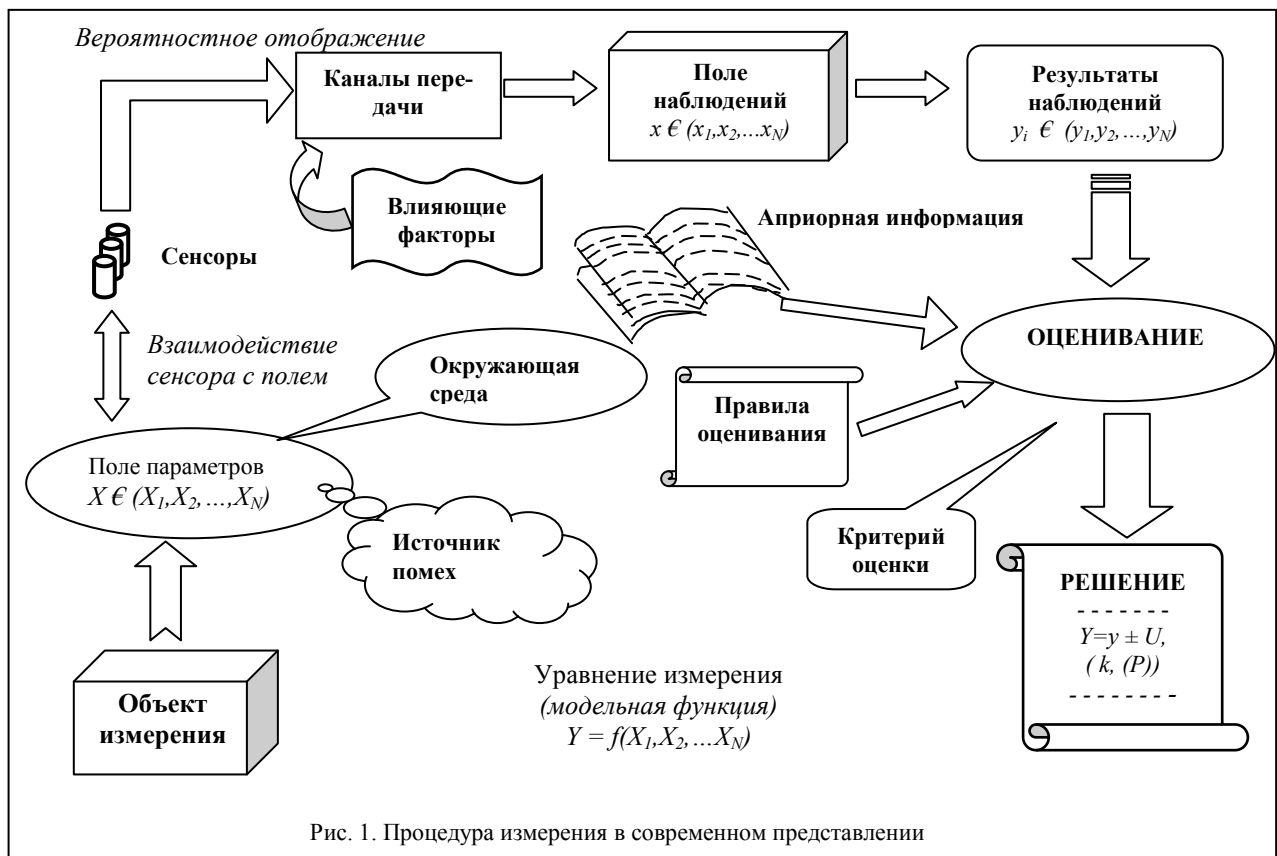 Вероятностное отображение
Каналы пере-
дачи
Поле
наблюдений
x € (x1,x2,...xN)
Результаты
наблюдений
yi € (y1,y2,...,yN)
Влияющие
факторы
Априорная информация
Сенсоры
Взаимодействие
сенсора с полем
Окружающая
среда
ОЦЕНИВАНИЕ
Правила
оценивания
Поле параметров
X € (X1,X2,...,XN)
Источник
помех
Критерий
оценки
РЕШЕНИЕ
- - - - - - -
Y=y ± U,
( k, (P))
- - - - - - - -
Объект
измерения
Уравнение измерения
(модельная функция)
Y = f(X1,X2,...XN)
Рис. 1. Процедура измерения в современном представлении